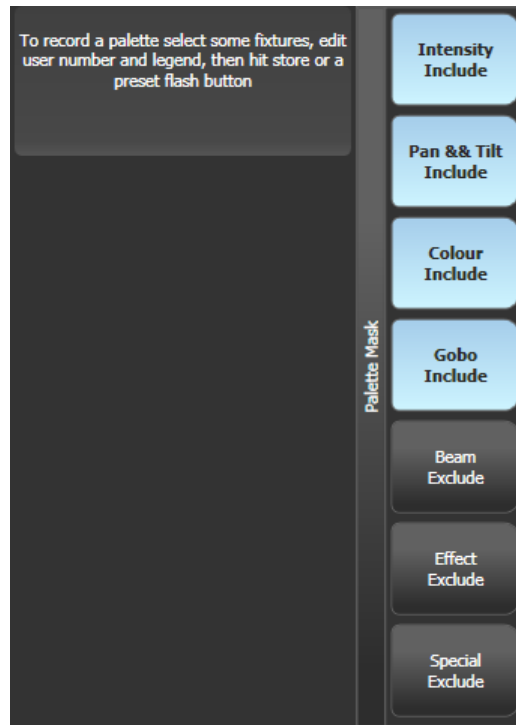 To record a palette select some fixtures, edit
user number and legend, then hit store or a
preset flash button
Palette Mask
Intensity
Include
Pan && Tilt
Include
Colour
Include
Gobo
Include
Beam
Exclude
Effect
Exclude
Special
Exclude